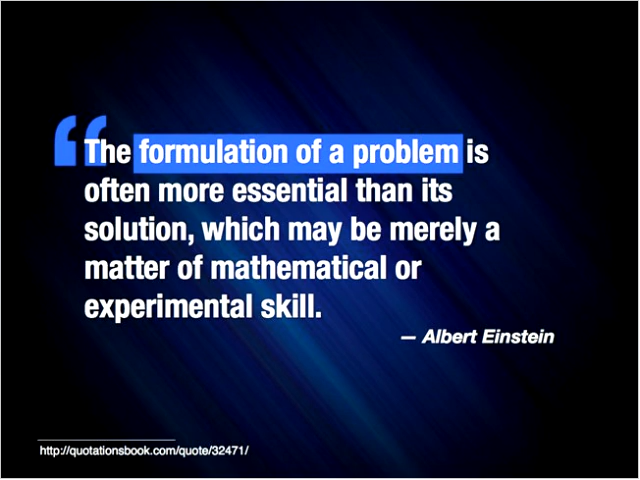 “The formulation of a problem is
often more essential than its
solution, which may be merely a
matter of mathematical or
experimental skill.
— Albert Einstein
http://quotationsbook.com/quote/32471/